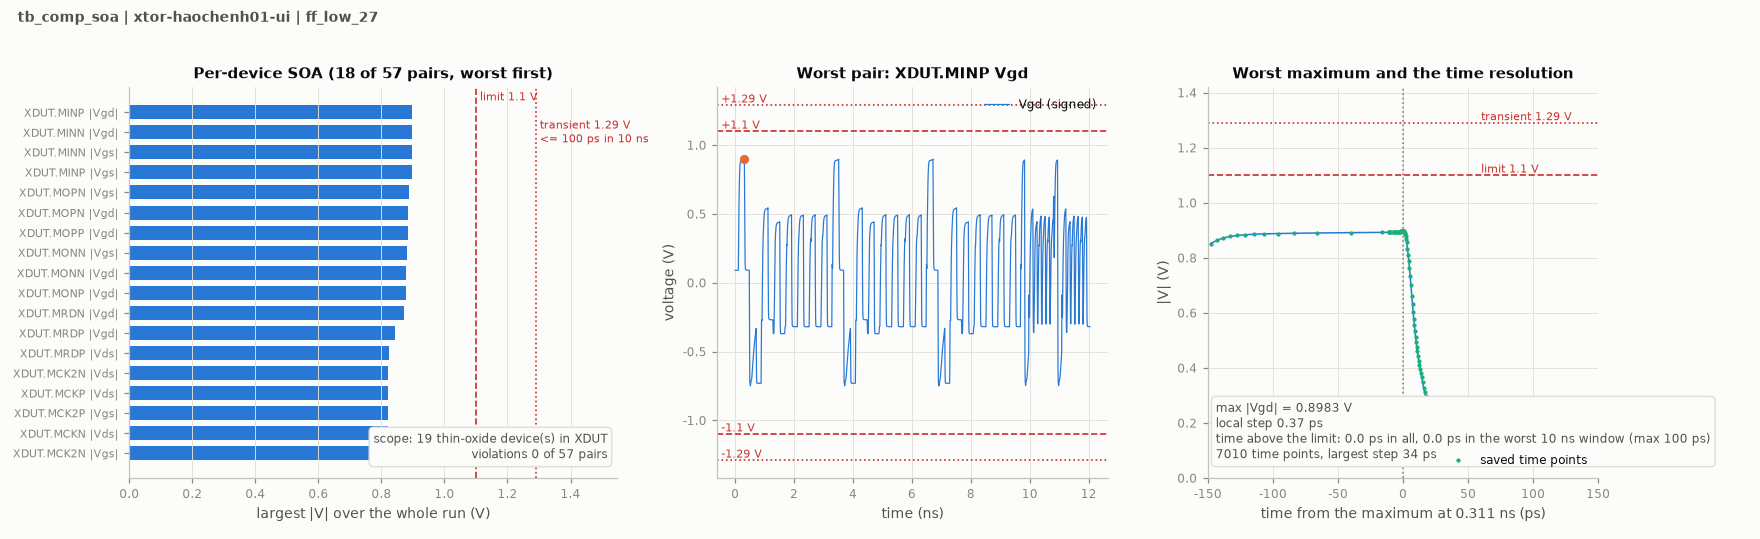 tb_comp_soa | xtor-haochenh01-ui | ff_low_27
Per-device SOA (18 of 57 pairs, worst first)
limit 1.1 V
transient 1.29 V
<= 100 ps in 10 ns
XDUT.MINP |Vgd|
XDUT.MINN |Vgd|
XDUT.MINN |Vgs|
XDUT.MINP |Vgs|
XDUT.MOPN |Vgs|
XDUT.MOPN |Vgd|
XDUT.MOPP |Vgd|
XDUT.MONN |Vgs|
XDUT.MONN |Vgd|
XDUT.MONP |Vgd|
XDUT.MRDN |Vgd|
XDUT.MRDP |Vgd|
XDUT.MRDP |Vds|
XDUT.MCK2N |Vds|
XDUT.MCKP |Vds|
XDUT.MCK2P |Vgs|
XDUT.MCKN |Vds|
XDUT.MCK2N |Vgs|
scope: 19 thin-oxide device(s) in XDUT
violations 0 of 57 pairs
0.0 0.2 0.4 0.6 0.8 1.0 1.2 1.4
largest |V| over the whole run (V)
Worst pair: XDUT.MINP Vgd
+1.29 V
Vgd (signed)
+1.1 V
1.0
0.5
0.0
-0.5
-1.0
-1.1 V
-1.29 V
voltage (V)
0 2 4 6 8 10 12
time (ns)
Worst maximum and the time resolution
1.4
1.2
1.0
0.8
0.6
0.4
0.2
0.0
|V| (V)
transient 1.29 V
limit 1.1 V
max |Vgd| = 0.8983 V
local step 0.37 ps
time above the limit: 0.0 ps in all, 0.0 ps in the worst 10 ns window (max 100 ps)
7010 time points, largest step 34 ps
saved time points
-150 -100 -50 0 50 100 150
time from the maximum at 0.311 ns (ps)